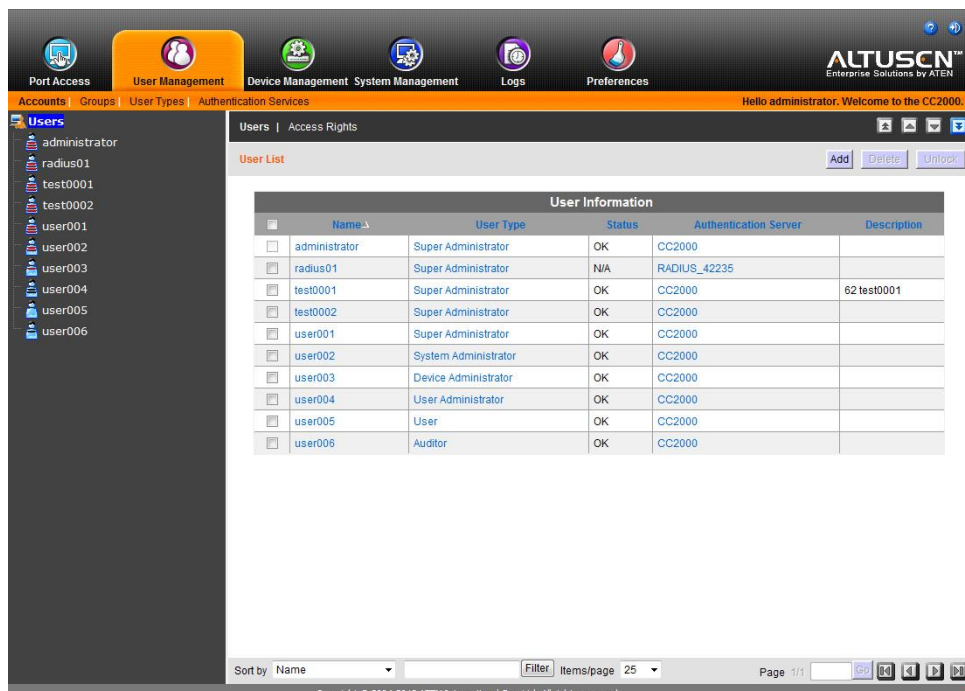 Port Access User Management Device Management System Management Logs Preferences
ALTUSCN™
Enterprise Solutions by ATEN
Accounts | Groups | User Types | Authentication Services Hello administrator. Welcome to the CC2000.
Users
administrator
radius01
test0001
test0002
user001
user002
user003
user004
user005
user006
Users | Access Rights
User List Add Delete Unlock
User Information
Name User Type Status Authentication Server Description
administrator Super Administrator OK CC2000
radius01 Super Administrator N/A RADIUS_42235
test0001 Super Administrator OK CC2000 62 test0001
test0002 Super Administrator OK CC2000
user001 Super Administrator OK CC2000
user002 System Administrator OK CC2000
user003 Device Administrator OK CC2000
user004 User Administrator OK CC2000
user005 User OK CC2000
user006 Auditor OK CC2000
Sort by Name Filter Items/page 25 Page 1/1 Go